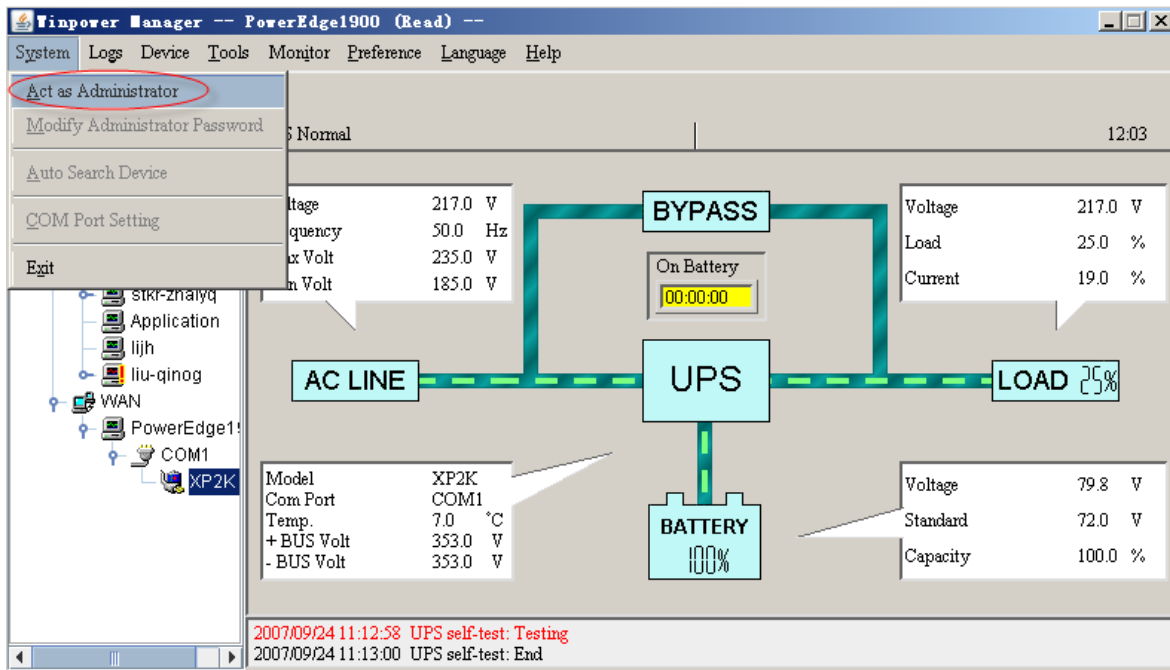 Winpower Manager -- PowerEdge1900 (Read) --
System Logs Device Tools Monitor Preference Language Help
Act as Administrator
Modify Administrator Password
Auto Search Device
COM Port Setting
Exit
Normal 12:03
217.0 V
50.0 Hz
Volt 235.0 V
Volt 185.0 V
BYPASS
On Battery
00:00:00
Voltage 217.0 V
Load 25.0 %
Current 19.0 %
stkr-zhaiyq
Application
lijh
liu-qinog
WAN
PowerEdge19
COM1
XP2K
AC LINE
UPS
LOAD 25%
Model XP2K
Com Port COM1
Temp. 7.0 °C
+ BUS Volt 353.0 V
- BUS Volt 353.0 V
BATTERY
100%
Voltage 79.8 V
Standard 72.0 V
Capacity 100.0 %
2007/09/24 11:12:58 UPS self-test: Testing
2007/09/24 11:13:00 UPS self-test: End